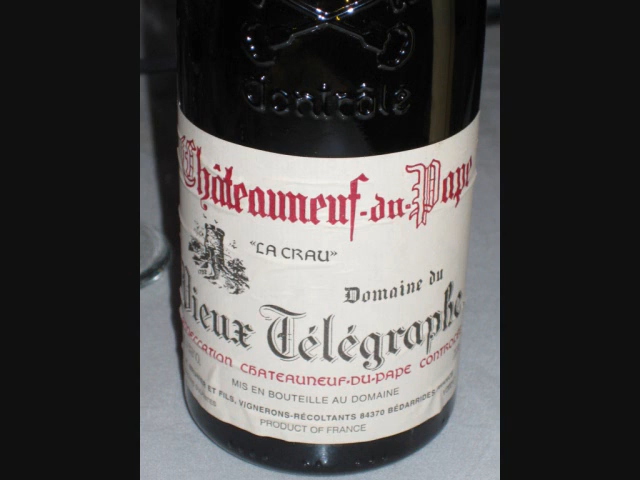 Contrôlé
Châteauneuf-du-Pape
"LA CRAU"
Domaine du
Vieux Télégraphe
CHATEAUNEUF-DU-PAPE
MIS EN BOUTEILLE AU DOMAINE
ET FILS, VIGNERONS-RÉCOLTANTS 84370 BÉDARRIDES
PRODUCT OF FRANCE